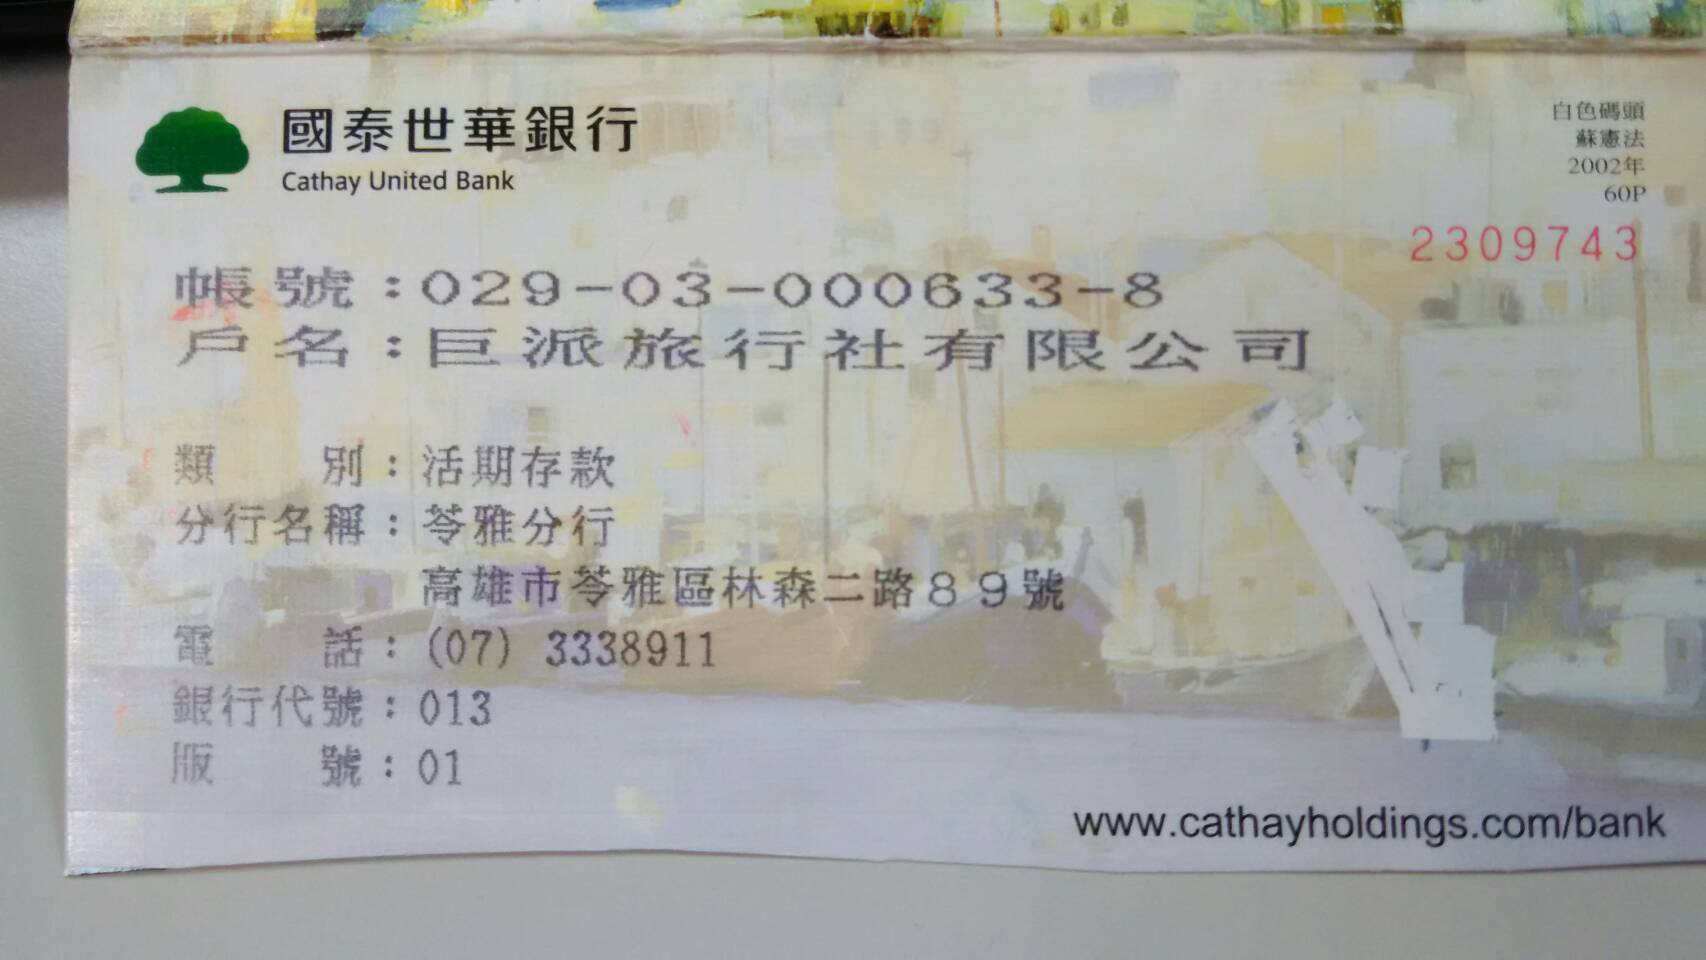 國泰世華銀行
Cathay United Bank
白色碼頭
蘇憲法
2002年
60P
2309743
帳號:029-03-000633-8
戶名:巨派旅行社有限公司
類別:活期存款
分行名稱:苓雅分行
高雄市苓雅區林森二路89號
電話:(07) 3338911
銀行代號:013
版號:01
www.cathayholdings.com/bank